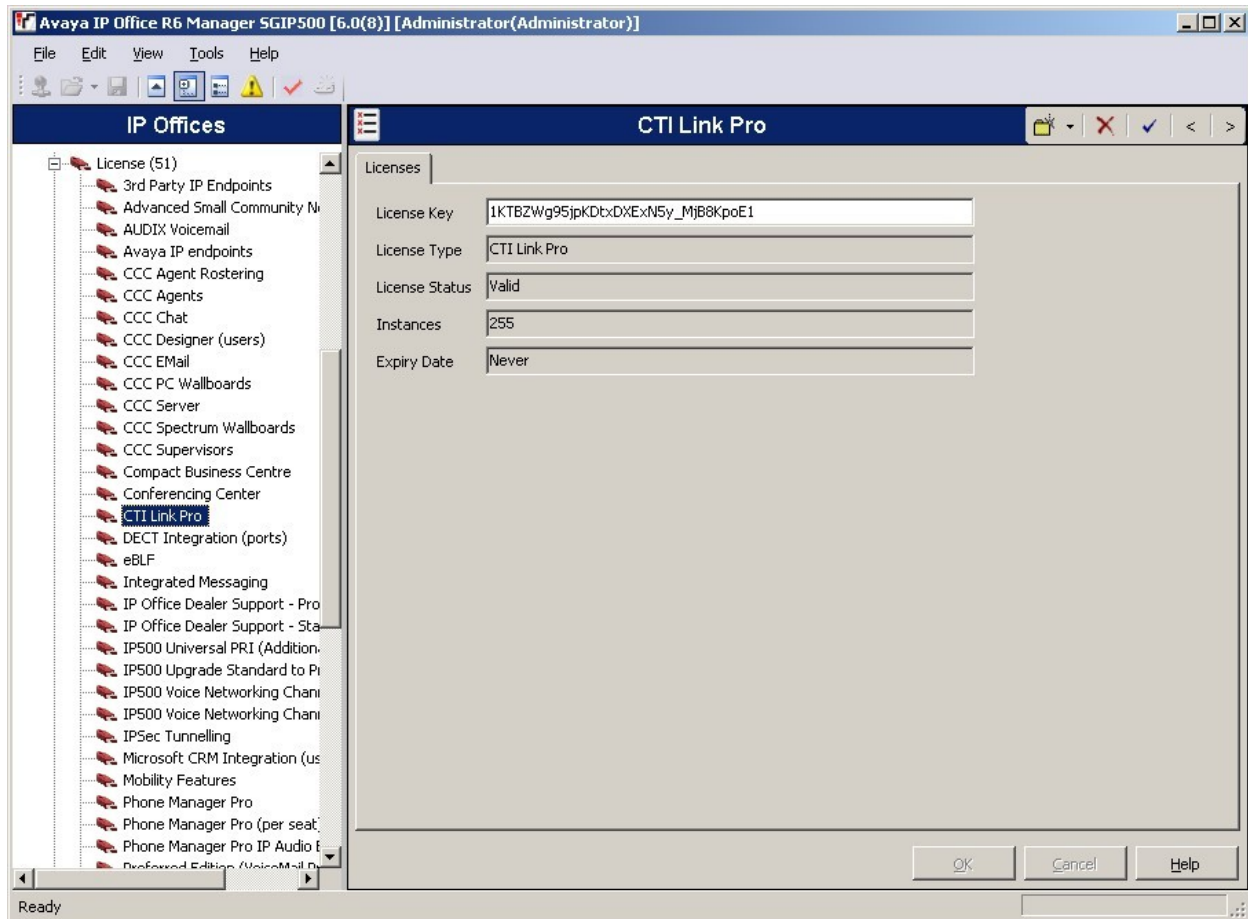 Avaya IP Office R6 Manager SGIP500 [6.0(8)] [Administrator(Administrator)]
File Edit View Tools Help
IP Offices
License (51)
3rd Party IP Endpoints
Advanced Small Community N
AUDIX Voicemail
Avaya IP endpoints
CCC Agent Rostering
CCC Agents
CCC Chat
CCC Designer (users)
CCC EMail
CCC PC Wallboards
CCC Server
CCC Spectrum Wallboards
CCC Supervisors
Compact Business Centre
Conferencing Center
CTI Link Pro
DECT Integration (ports)
eBLF
Integrated Messaging
IP Office Dealer Support - Pro
IP Office Dealer Support - Sta
IP500 Universal PRI (Addition
IP500 Upgrade Standard to P
IP500 Voice Networking Chan
IP500 Voice Networking Chan
IPSec Tunnelling
Microsoft CRM Integration (us
Mobility Features
Phone Manager Pro
Phone Manager Pro (per seat
Phone Manager Pro IP Audio
Preferred Edition (VoiceMail
CTI Link Pro
< >
Licenses
License Key 1KTBZWg95jpKDtxDXExN5y_MjB8KpoE1
License Type CTI Link Pro
License Status Valid
Instances 255
Expiry Date Never
OK Cancel Help
Ready